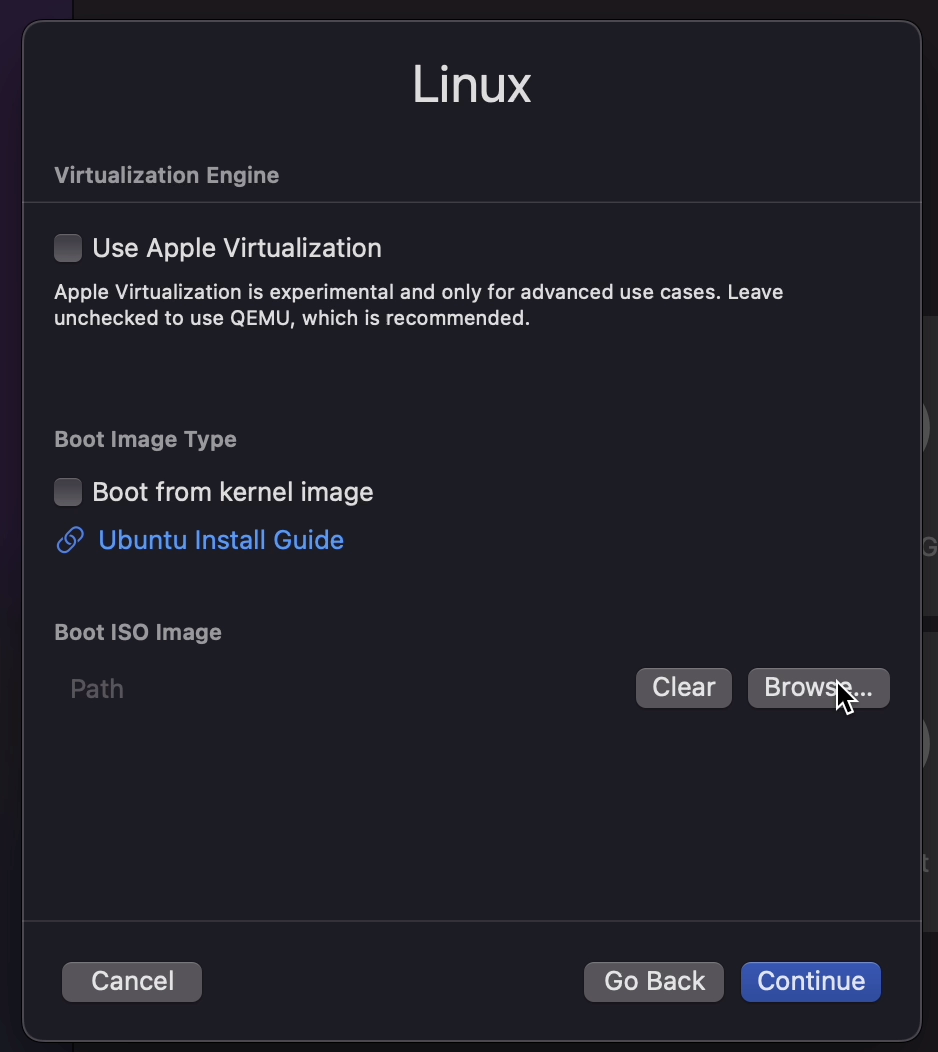 Linux
Virtualization Engine
Use Apple Virtualization
Apple Virtualization is experimental and only for advanced use cases. Leave
unchecked to use QEMU, which is recommended.
Boot Image Type
Boot from kernel image
Ubuntu Install Guide
Boot ISO Image
Path
Clear
Browse...
Cancel
Go Back
Continue